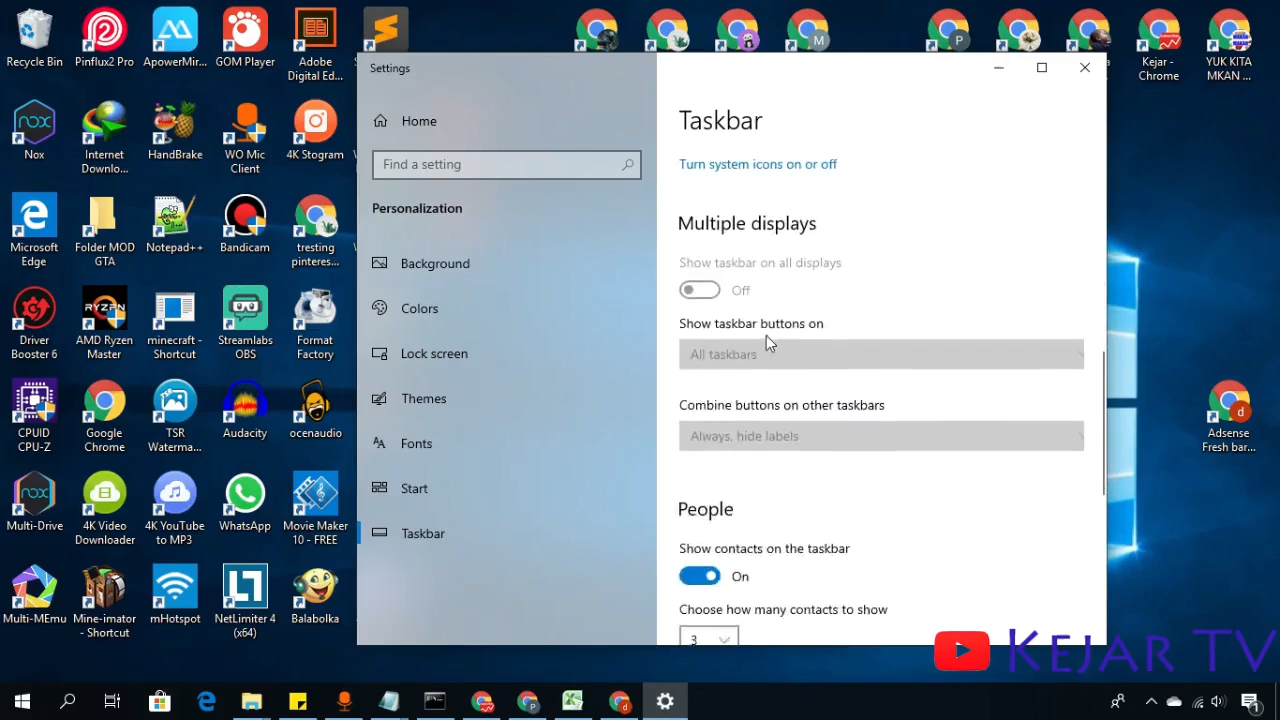 Recycle Bin
Pinflux2 Pro
ApowerMir...
GOM Player
Adobe
Digital Ed...
P
M
P
Kejar -
Chrome
YUK KITA
MKAN ...
Settings
Home
Find a setting
Personalization
Background
Colors
Lock screen
Themes
Fonts
Start
Taskbar
Taskbar
Turn system icons on or off
Multiple displays
Show taskbar on all displays
Off
Show taskbar buttons on
All taskbars
Combine buttons on other taskbars
Always, hide labels
People
Show contacts on the taskbar
On
Choose how many contacts to show
3
nox
Nox
Internet
Downlo...
HandBrake
WO Mic
Client
4K Stogram
Microsoft
Edge
Folder MOD
GTA
Notepad++
Bandicam
tresting
pinteres...
Driver
Booster 6
RYZEN
AMD Ryzen
Master
minecraft -
Shortcut
Streamlabs
OBS
Format
Factory
CPUID
CPU-Z
Google
Chrome
TSR
Waterma...
Audacity
ocenaudio
d
Adsense
Fresh bar...
nox
Multi-Drive
4K Video
Downloader
4K YouTube
to MP3
WhatsApp
Movie Maker
10 - FREE
Multi-MEmu
Mine-imator
- Shortcut
mHotspot
NetLimiter 4
(x64)
Balabolka
KEJAR TV
P
d
1